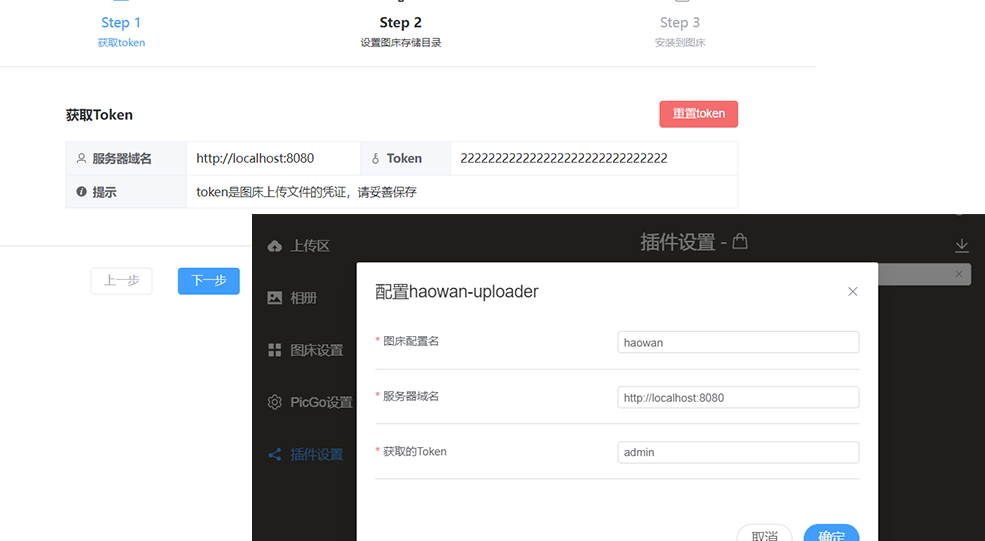 Step 1
Step 2
Step 3
获取token
设置图床存储目录
安装到图床
获取Token
重置token
服务器域名
http://localhost:8080
Token
22222222222222222222222222222222
提示
token是图床上传文件的凭证，请妥善保存
上一步
下一步
上传区
相册
图床设置
PicGo设置
插件设置
插件设置 -
配置haowan-uploader
* 图床配置名
haowan
* 服务器域名
http://localhost:8080
* 获取的Token
admin
取消
确定